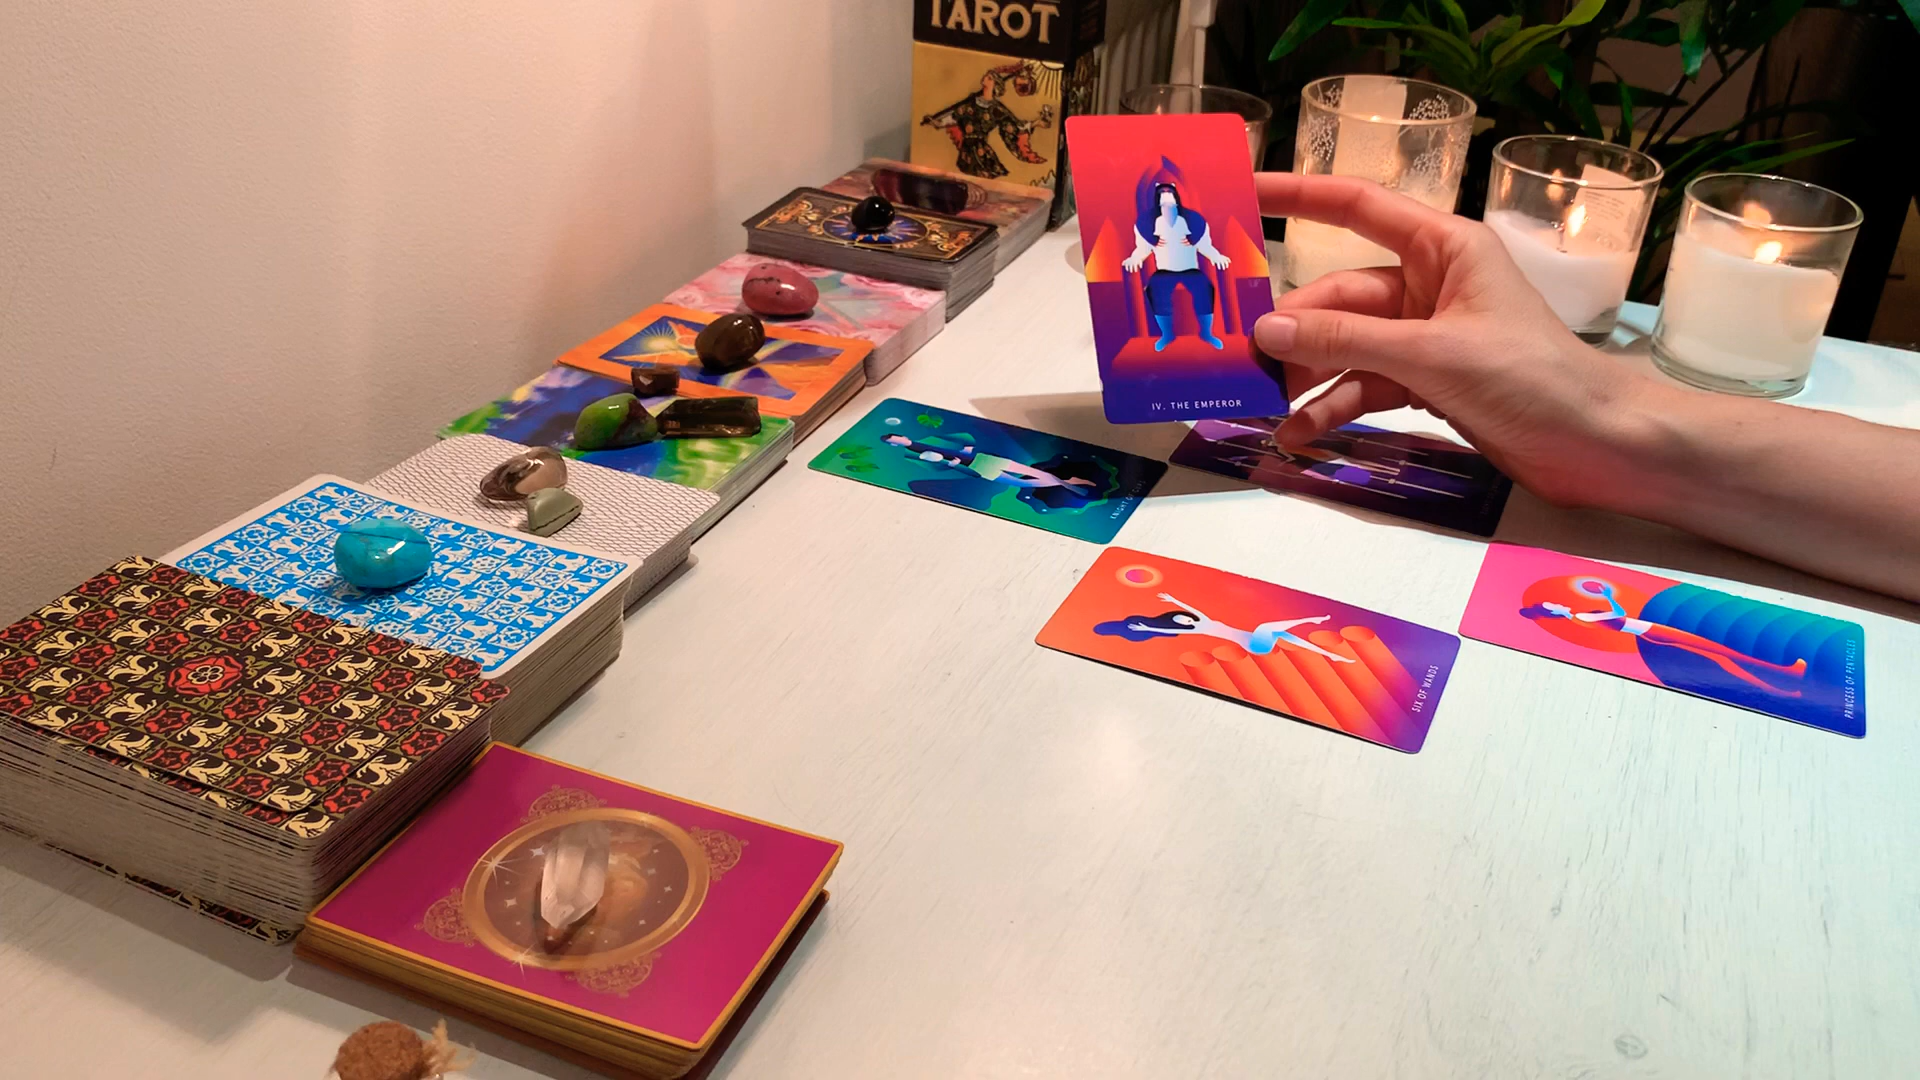 TAROT
IV. THE EMPEROR
SIX OF WANDS
PRINCESS OF PENTACLES